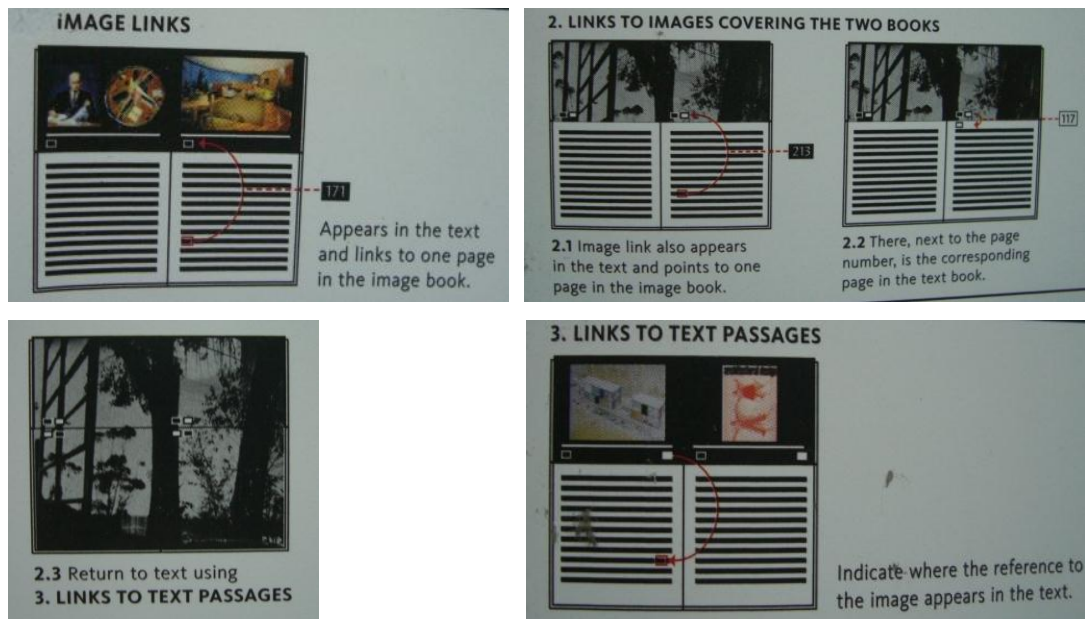 IMAGE LINKS
171
Appears in the text
and links to one page
in the image book.
2. LINKS TO IMAGES COVERING THE TWO BOOKS
213
117
2.1 Image link also appears
in the text and points to one
page in the image book.
2.2 There, next to the page
number, is the corresponding
page in the text book.
2.3 Return to text using
3. LINKS TO TEXT PASSAGES
3. LINKS TO TEXT PASSAGES
Indicate where the reference to
the image appears in the text.